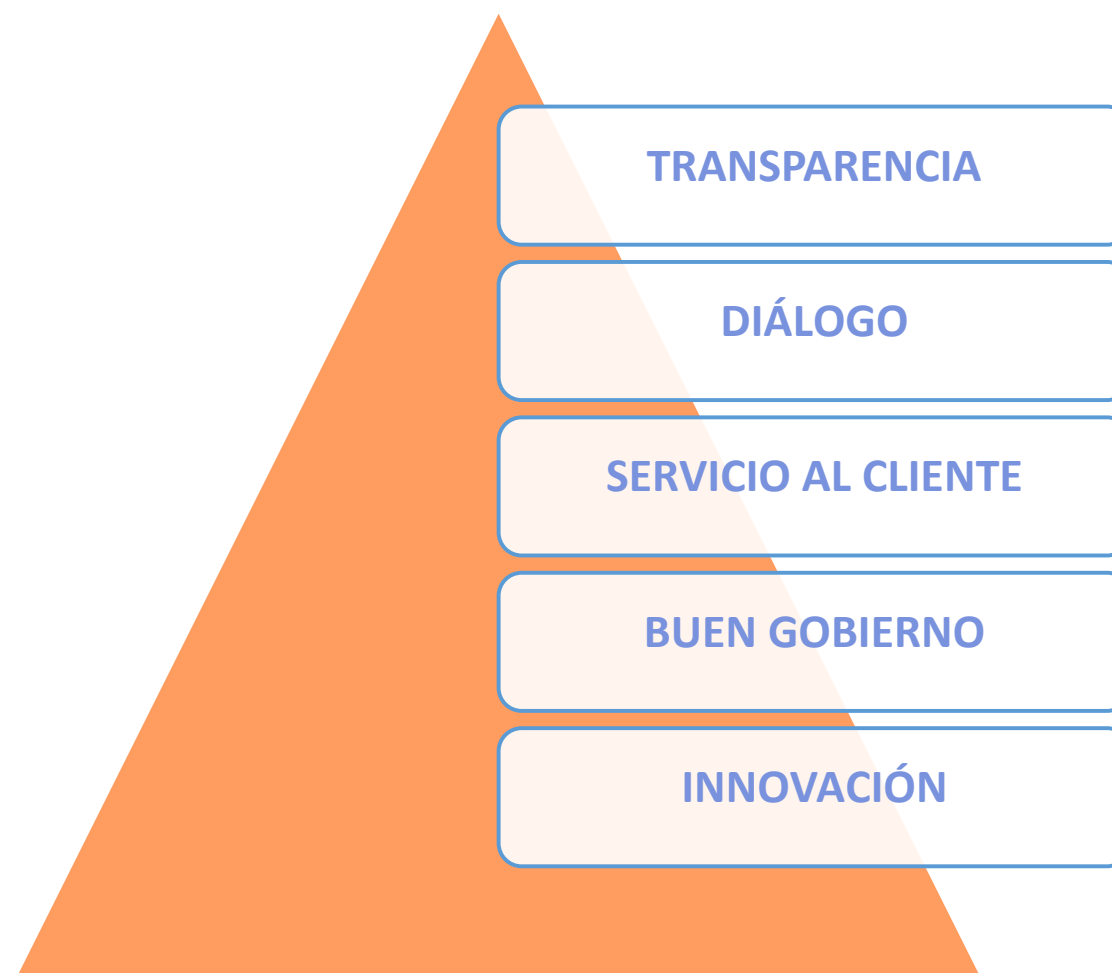 TRANSPARENCIA
DIÁLOGO
SERVICIO AL CLIENTE
BUEN GOBIERNO
INNOVACIÓN